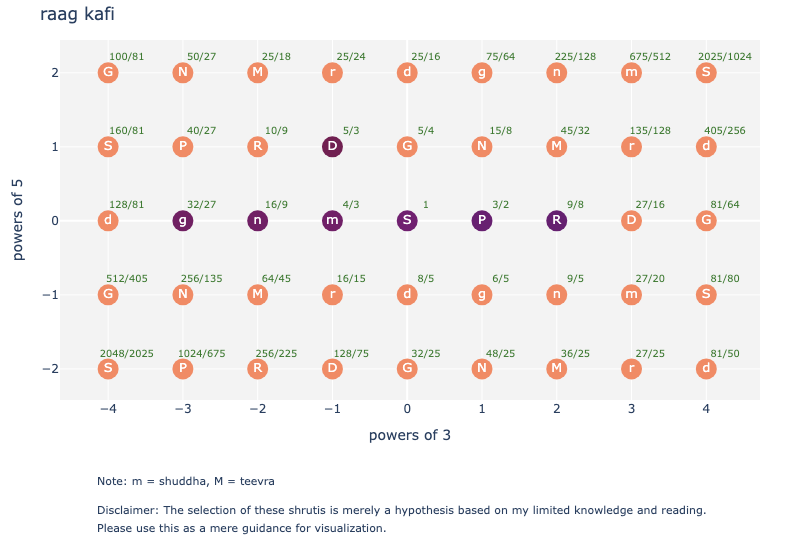 raag kafi
100/81 50/27 25/18 25/24 25/16 75/64 225/128 675/512 2025/1024
2 G N M r d g n m S
160/81 40/27 10/9 5/3 5/4 15/8 45/32 135/128 405/256
1 S P R D G N M r d
128/81 32/27 16/9 4/3 1 3/2 9/8 27/16 81/64
0 d g n m S P R D G
512/405 256/135 64/45 16/15 8/5 6/5 9/5 27/20 81/80
−1 G N M r d g n m S
2048/2025 1024/675 256/225 128/75 32/25 48/25 36/25 27/25 81/50
−2 S P R D G N M r d
−4 −3 −2 −1 0 1 2 3 4
powers of 3
powers of 5
Note: m = shuddha, M = teevra
Disclaimer: The selection of these shrutis is merely a hypothesis based on my limited knowledge and reading.
Please use this as a mere guidance for visualization.